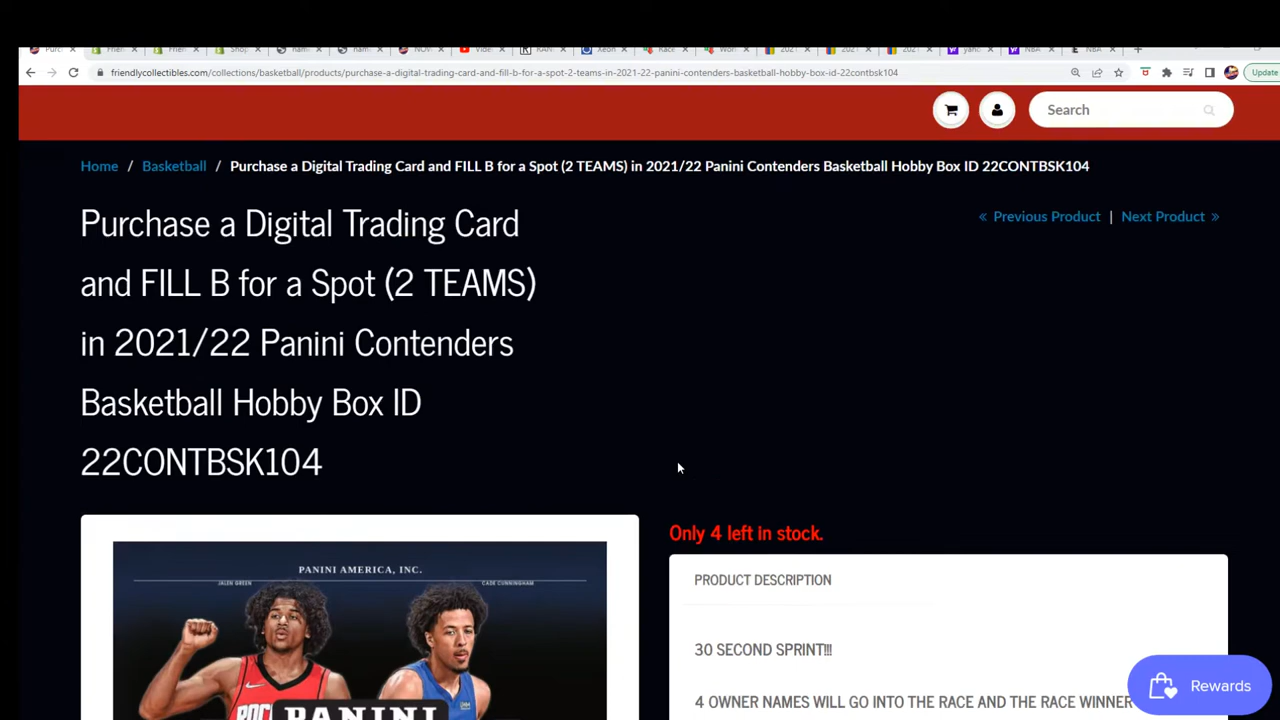 friendlycollectibles.com/collections/basketball/products/purchase-a-digital-trading-card-and-fill-b-for-a-spot-2-teams-in-2021-22-panini-contenders-basketball-hobby-box-id-22contbsk104
Update
Search
Home / Basketball / Purchase a Digital Trading Card and FILL B for a Spot (2 TEAMS) in 2021/22 Panini Contenders Basketball Hobby Box ID 22CONTBSK104
« Previous Product | Next Product »
Purchase a Digital Trading Card
and FILL B for a Spot (2 TEAMS)
in 2021/22 Panini Contenders
Basketball Hobby Box ID
22CONTBSK104
Only 4 left in stock.
PRODUCT DESCRIPTION
30 SECOND SPRINT!!!
4 OWNER NAMES WILL GO INTO THE RACE AND THE RACE WINNER
Rewards
PANINI AMERICA, INC.
JALEN GREEN
CADE CUNNINGHAM
PANINI